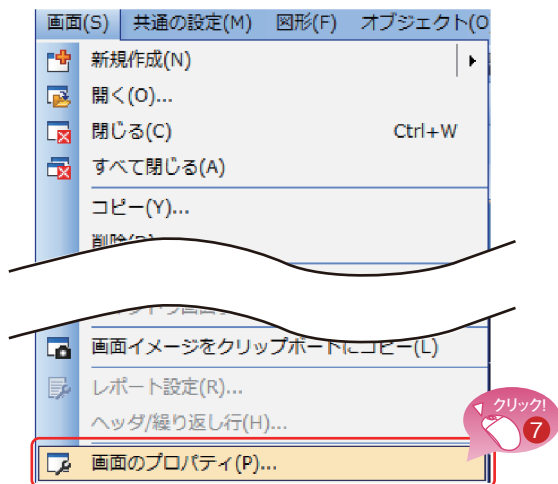 画面(S) 共通の設定(M) 図形(F) オブジェクト(O
新規作成(N)
開く(O)...
閉じる(C) Ctrl+W
すべて閉じる(A)
コピー(Y)...
画面イメージをクリップボードにコピー(L)
レポート設定(R)...
ヘッダ/繰り返し行(H)...
クリック!
7
画面のプロパティ(P)...